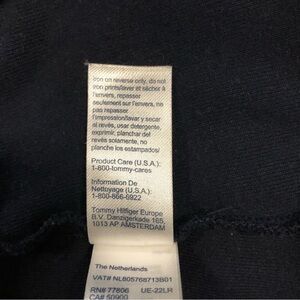 iron on reverse only, do not
iron prints/laver et sécher à
l'envers, repasser
seulement sur l'envers, ne
pas repasser
l'impression/lavar y secar
al revés, usar detergente,
exprimir, planchar del
revés solamente, no
planche los estampados/
Product Care (U.S.A.):
1-800-tommy-cares
Information De
Nettoyage (U.S.A.):
1-800-866-6922
Tommy Hilfiger Europe
B.V. Danzigerkade 165,
1013 AP AMSTERDAM
The Netherlands
VAT# NL805768713B01
RN# 77806 UE-22LR
CA# 50900